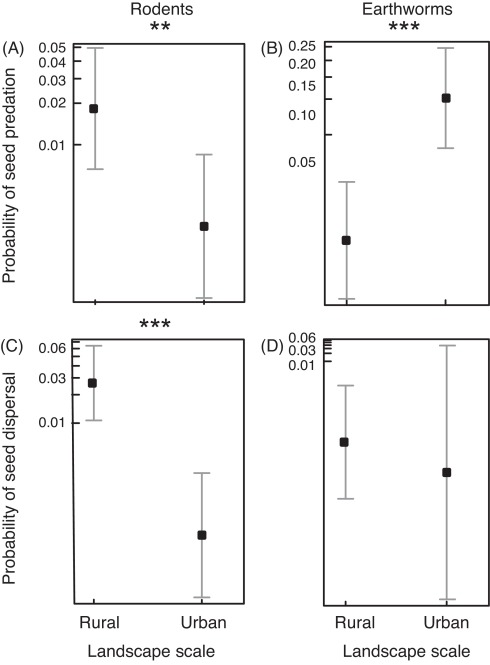 Rodents
Earthworms
**
***
(A)
(B)
Probability of seed predation
0.05
0.04
0.03
0.02
0.01
0.25
0.20
0.15
0.10
0.05
***
(C)
(D)
Probability of seed dispersal
0.06
0.03
0.01
0.06
0.03
0.01
Rural
Urban
Rural
Urban
Landscape scale
Landscape scale